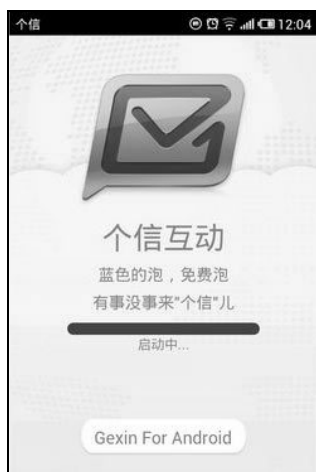 个信 12:04
个信互动
蓝色的泡，免费泡
有事没事来"个信"儿
启动中...
Gexin For Android